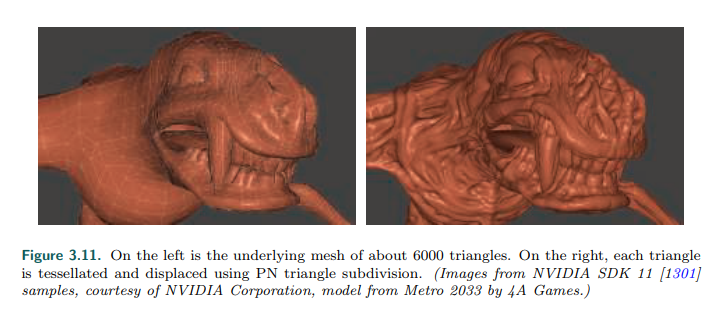 Figure 3.11. On the left is the underlying mesh of about 6000 triangles. On the right, each triangle
is tessellated and displaced using PN triangle subdivision. (Images from NVIDIA SDK 11 [1301]
samples, courtesy of NVIDIA Corporation, model from Metro 2033 by 4A Games.)